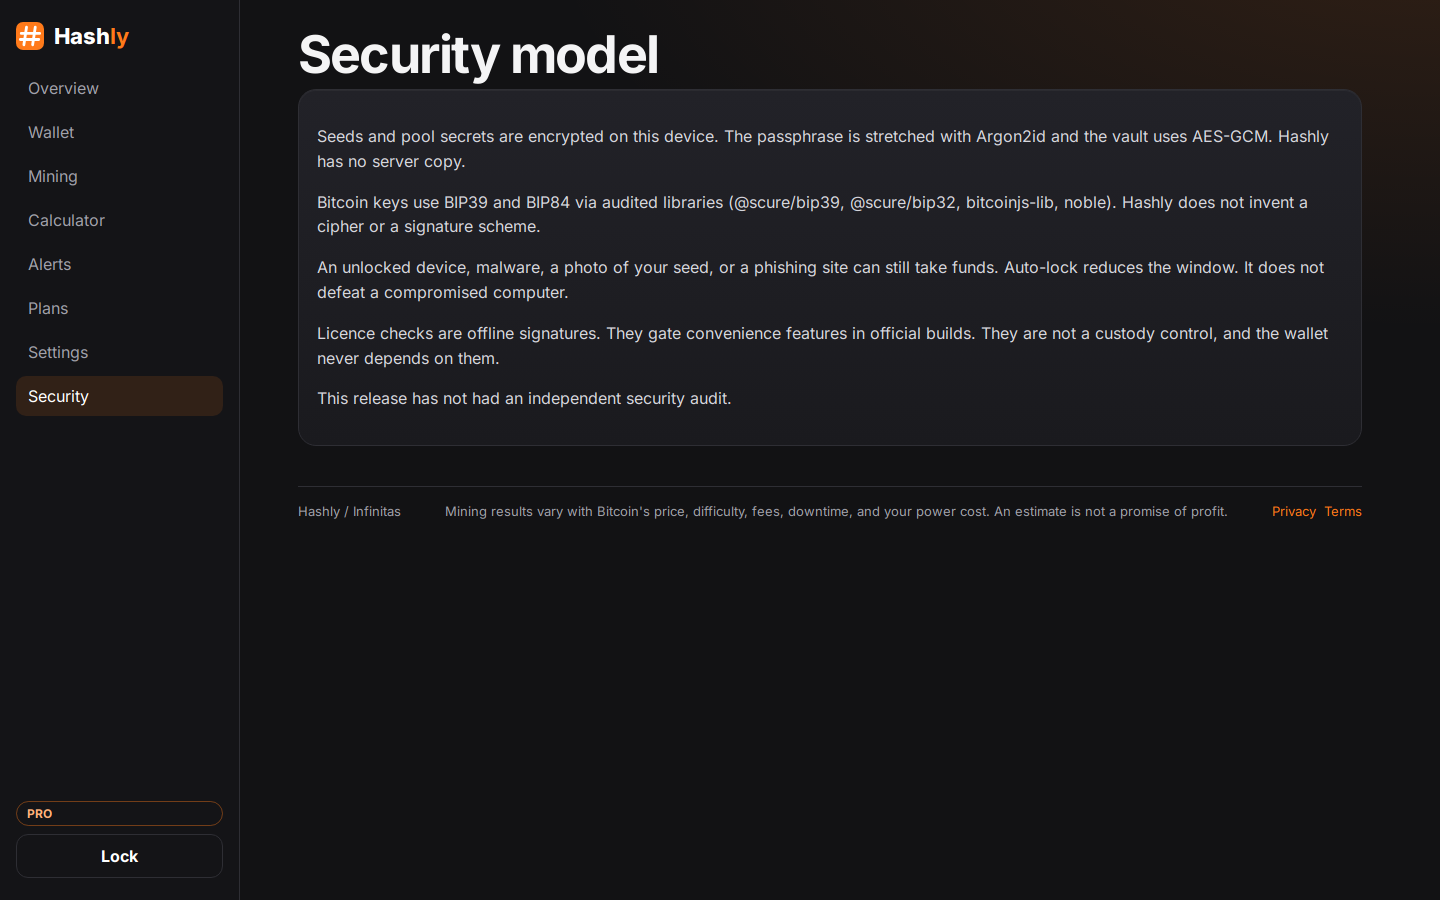 Hashly
Overview
Wallet
Mining
Calculator
Alerts
Plans
Settings
Security
PRO
Lock
Security model
Seeds and pool secrets are encrypted on this device. The passphrase is stretched with Argon2id and the vault uses AES-GCM. Hashly
has no server copy.
Bitcoin keys use BIP39 and BIP84 via audited libraries (@scure/bip39, @scure/bip32, bitcoinjs-lib, noble). Hashly does not invent a
cipher or a signature scheme.
An unlocked device, malware, a photo of your seed, or a phishing site can still take funds. Auto-lock reduces the window. It does not
defeat a compromised computer.
Licence checks are offline signatures. They gate convenience features in official builds. They are not a custody control, and the wallet
never depends on them.
This release has not had an independent security audit.
Hashly / Infinitas
Mining results vary with Bitcoin's price, difficulty, fees, downtime, and your power cost. An estimate is not a promise of profit.
Privacy Terms